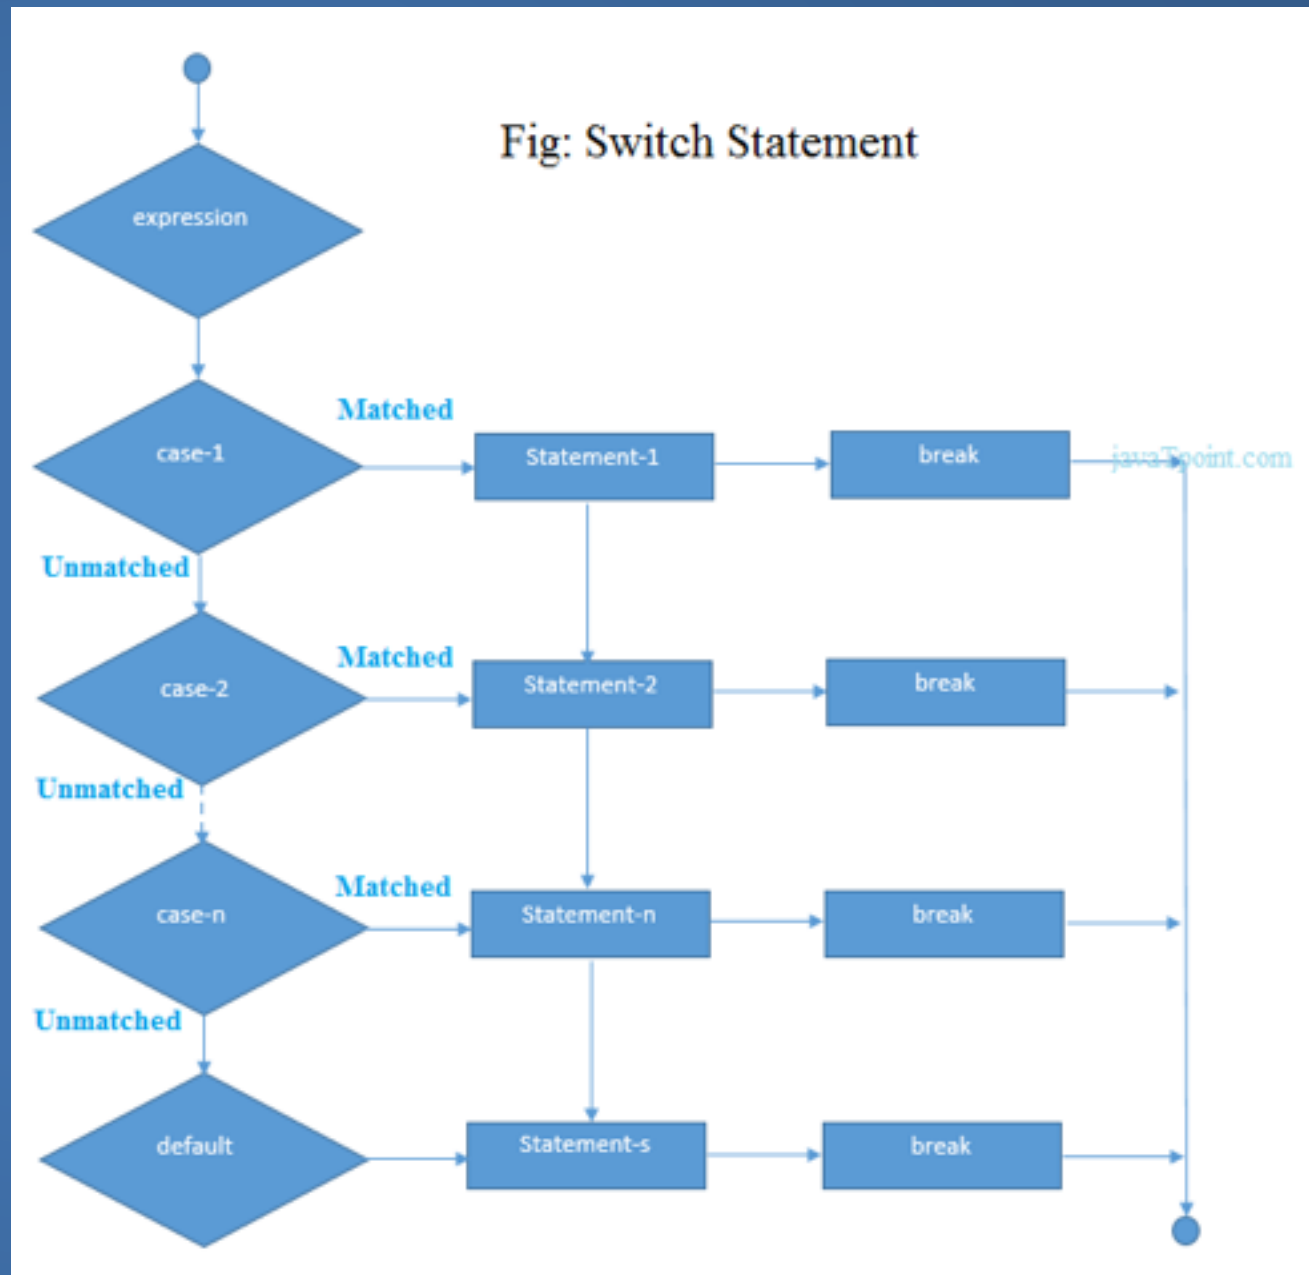 Fig: Switch Statement
expression
Matched
case-1
Statement-1
break
javaTpoint.com
Unmatched
Matched
case-2
Statement-2
break
Unmatched
Matched
case-n
Statement-n
break
Unmatched
default
Statement-s
break